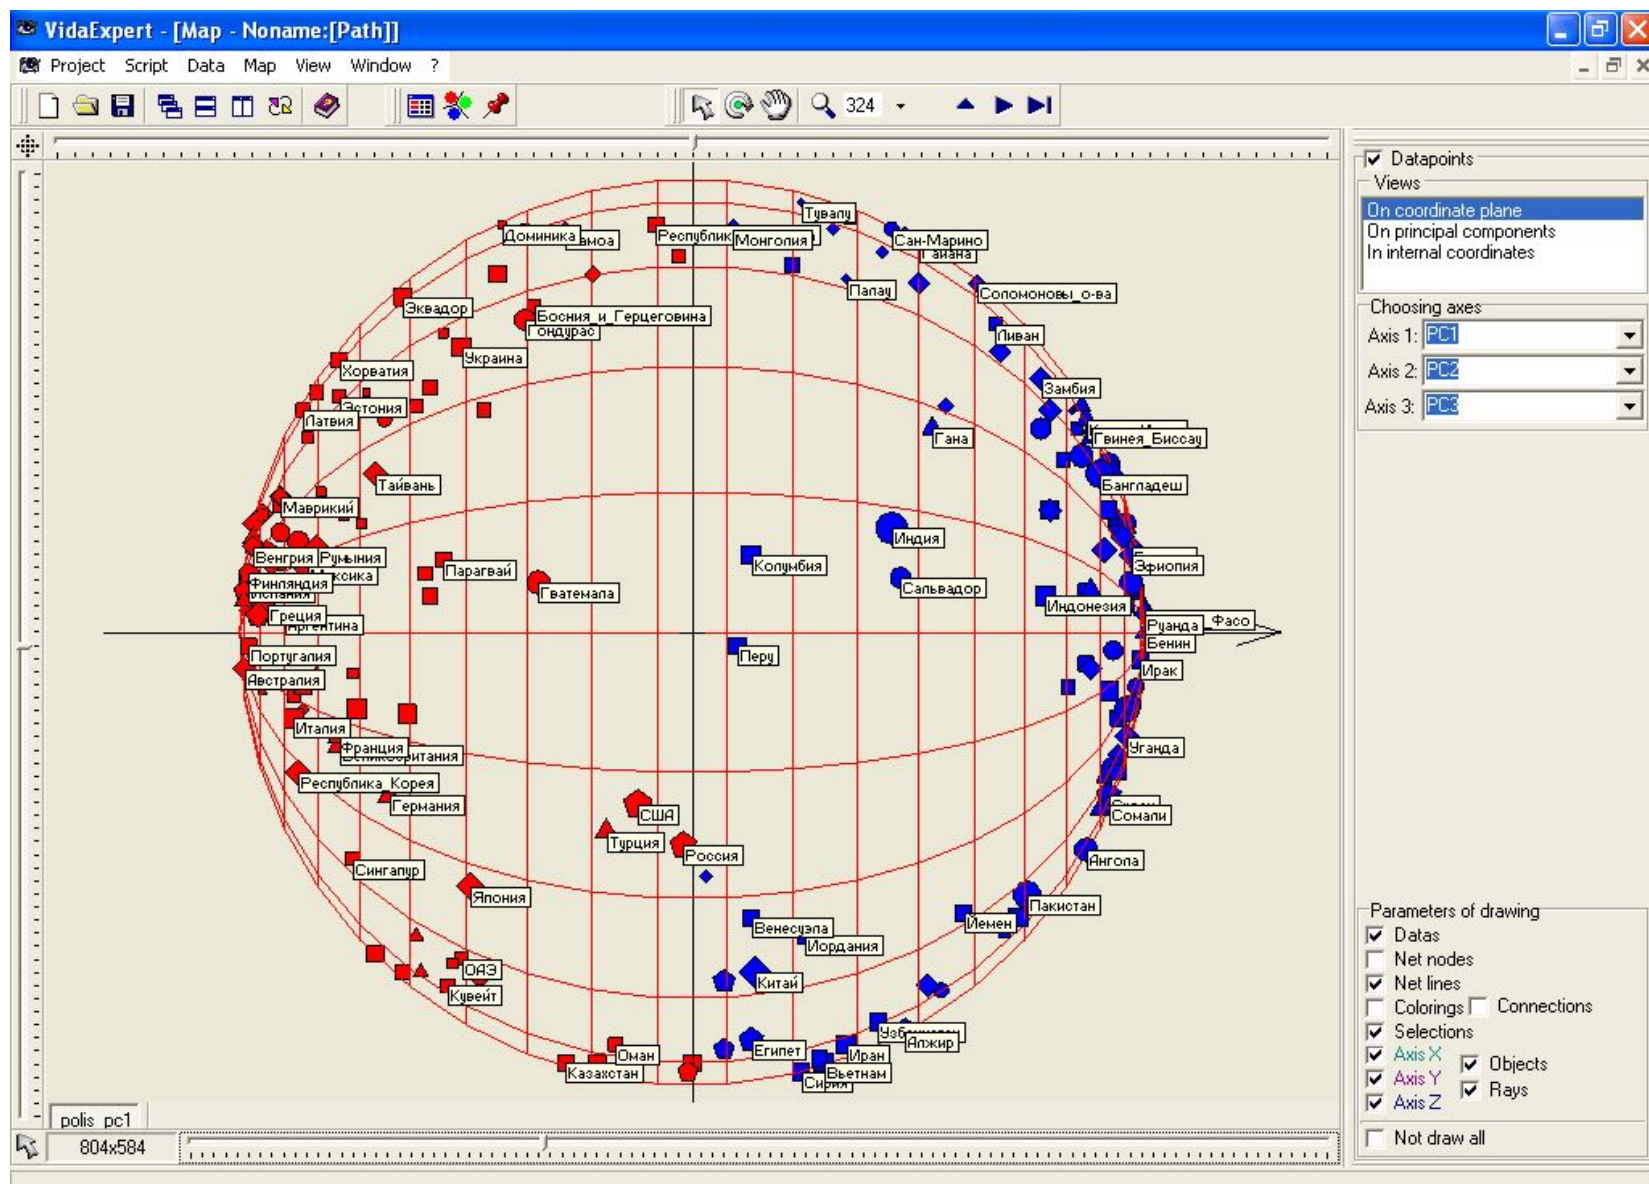 VidaExpert - [Map - Noname:[Path]]
Project Script Data Map View Window ?
324
Datapoints
Views
On coordinate plane
On principal components
In internal coordinates
Choosing axes
Axis 1: PC1
Axis 2: PC2
Axis 3: PC3
Тувалу
Доминика
Монголия
Сан-Марино
Гайана
Палау
Соломоновы_о-ва
Эквадор
Босния_и_Герцеговина
Гондурас
Ливан
Украина
Хорватия
Замбия
Эстония
Латвия
Гана
Гвинея_Биссау
Тайвань
Бангладеш
Маврикий
Индия
Венгрия
Румыния
Колумбия
Эфиопия
Парагвай
Финляндия
Гватемала
Сальвадор
Испания
Индонезия
Греция
Аргентина
Руанда
Фасо
Бенин
Португалия
Перу
Ирак
Австралия
Италия
Франция
Великобритания
Уганда
Республика_Корея
Германия
США
Сомали
Турция
Россия
Ангола
Сингапур
Япония
Пакистан
Венесуэла
Йемен
Иордания
ОАЭ
Китай
Кувейт
Алжир
Оман
Египет
Иран
Казахстан
Сирия
Вьетнам
Parameters of drawing
Datas
Net nodes
Net lines
Colorings Connections
Selections
Axis X
Objects
Axis Y
Rays
Axis Z
Not draw all
polis_pc1
804x584